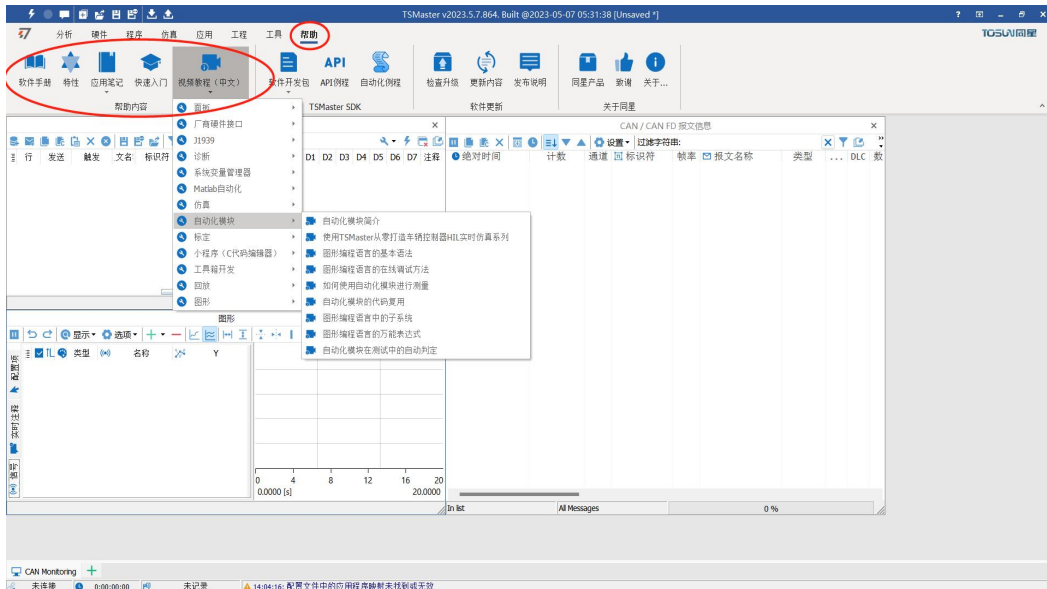 TSMaster v2023.5.7.864. Built @2023-05-07 05:31:38 [Unsaved *]
分析 硬件 程序 仿真 应用 工程 工具 帮助
TOSUN同星
软件手册 特性 应用笔记 快速入门 视频教程（中文） 软件开发包 API例程 自动化例程 检查升级 更新内容 发布说明 同星产品 致谢 关于...
API
帮助内容 TSMaster SDK 软件更新 关于同星
面板
厂商硬件接口
J1939
诊断
系统变量管理器
Matlab自动化
仿真
自动化模块
标定
小程序（C代码编辑器）
工具箱开发
回放
图形
自动化模块简介
使用TSMaster从零打造车辆控制器HIL实时仿真系列
图形编程语言的基本语法
图形编程语言的在线调试方法
如何使用自动化模块进行测量
自动化模块的代码复用
图形编程语言中的子系统
图形编程语言的万能表达式
自动化模块在测试中的自动判定
行 发送 触发 文名 标识符
D1 D2 D3 D4 D5 D6 D7 注释
CAN / CAN FD 报文信息
设置 过滤字符串:
绝对时间 计数 通道 标识符 帧率 报文名称 类型 ... DLC 数
图形
显示 选项
类型 名称 Y
配置项
实时注释
信号
0 4 8 12 16 20
0.0000 [s] 20.0000
In list All Messages 0 %
CAN Monitoring
未连接 0:00:00:00 未记录 14:04:16: 配置文件中的应用程序映射未找到或无效